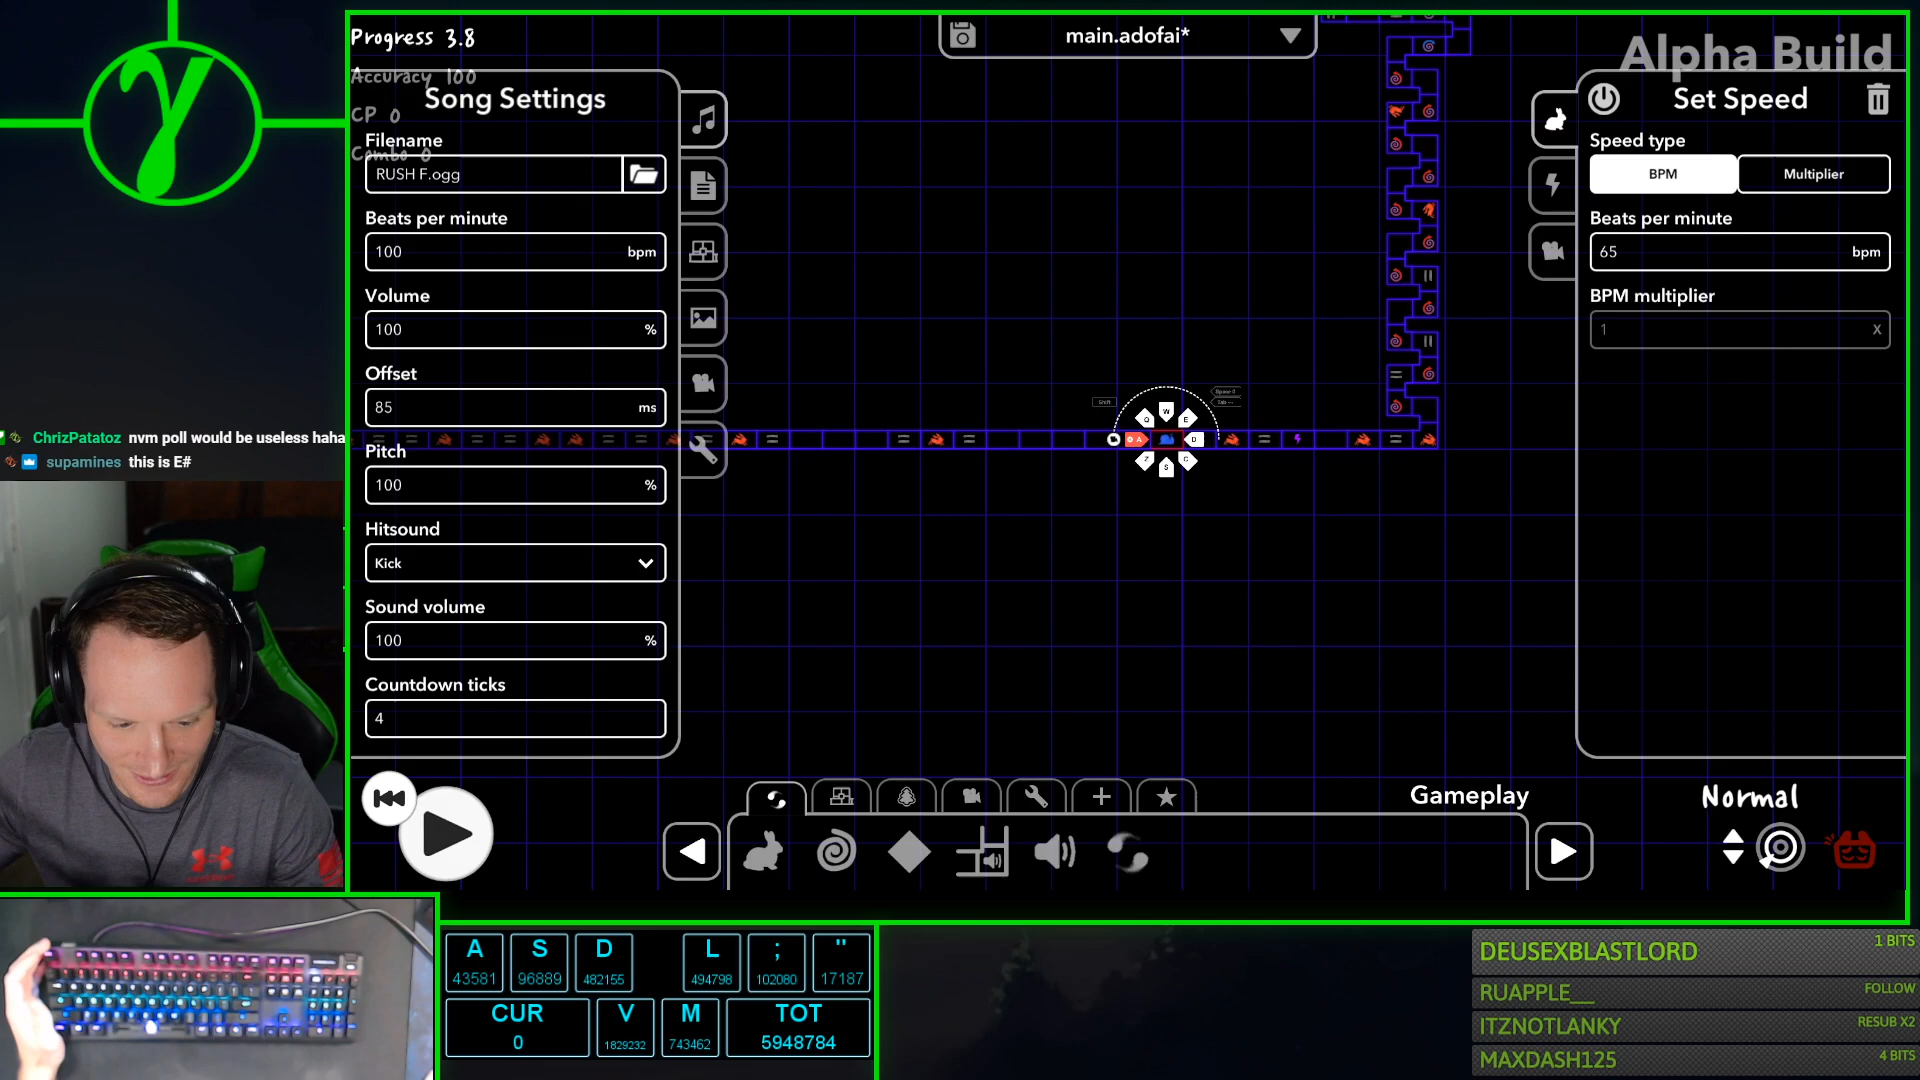 γ
Progress 3.8
Accuracy 100
CP 0
Combo 0
main.adofai*
Alpha Build
Song Settings
Filename
RUSH F.ogg
Beats per minute
100 bpm
Volume
100 %
Offset
85 ms
Pitch
100 %
Hitsound
Kick
Sound volume
100 %
Countdown ticks
4
Set Speed
Speed type
BPM Multiplier
Beats per minute
65 bpm
BPM multiplier
1 X
Shift
Q W E
A D
Z S C
ChrizPatatoz nvm poll would be useless haha
supamines this is E#
Gameplay
Normal
A S D L ; "
43581 96889 482155 494798 102080 17187
CUR V M TOT
0 1829232 743462 5948784
DEUSEXBLASTLORD 1 BITS
RUAPPLE__ FOLLOW
ITZNOTLANKY RESUB X2
MAXDASH125 4 BITS